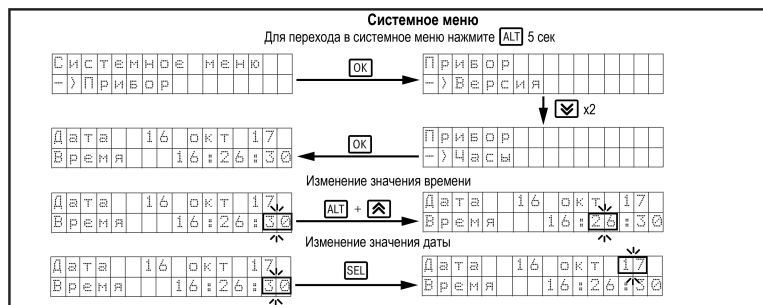 Системное меню
Для перехода в системное меню нажмите ALT 5 сек
Системное меню
->Прибор
OK
Прибор
->Версия
x2
Дата 16 окт 17
Время 16:26:30
OK
Прибор
->Часы
Изменение значения времени
Дата 16 окт 17
Время 16:26:30
ALT +
Дата 16 окт 17
Время 16:26:30
Изменение значения даты
Дата 16 окт 17
Время 16:26:30
SEL
Дата 16 окт 17
Время 16:26:30